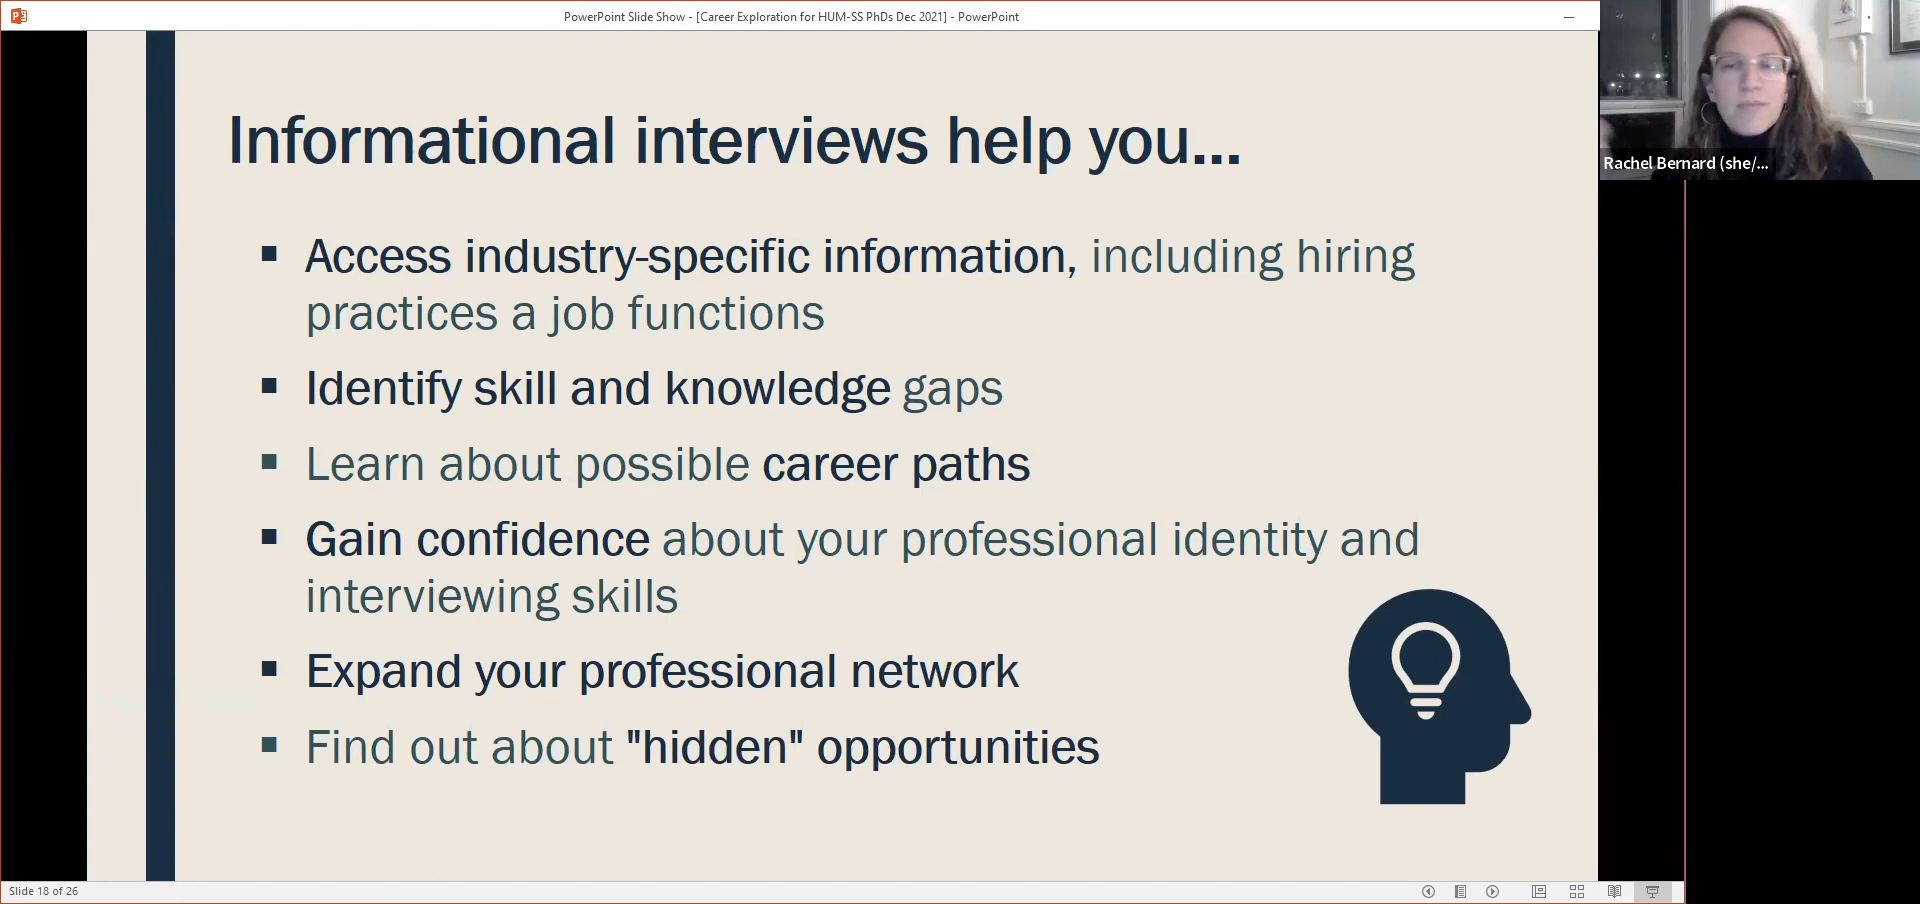 PowerPoint Slide Show - [Career Exploration for HUM-SS PhDs Dec 2021] - PowerPoint
Rachel Bernard (she/...
Informational interviews help you...
▪ Access industry-specific information, including hiring
practices a job functions
▪ Identify skill and knowledge gaps
▪ Learn about possible career paths
▪ Gain confidence about your professional identity and
interviewing skills
▪ Expand your professional network
▪ Find out about "hidden" opportunities
Slide 18 of 26